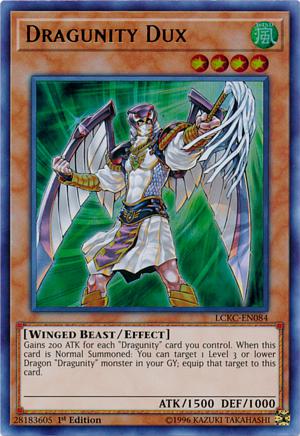 DRAGUNITY DUX
WIND
風
LCKC-EN084
[WINGED BEAST/EFFECT]
Gains 200 ATK for each "Dragunity" card you control. When this
card is Normal Summoned: You can target 1 Level 3 or lower
Dragon "Dragunity" monster in your GY; equip that target to
this card.
ATK/1500 DEF/1000
28183605 1st Edition ©1996 KAZUKI TAKAHASHI